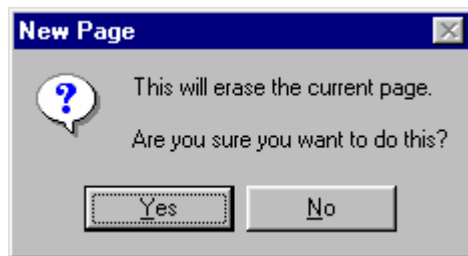 New Page
This will erase the current page.
Are you sure you want to do this?
Yes
No